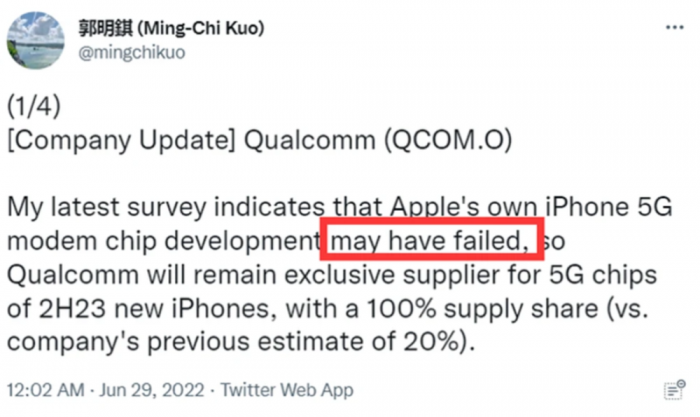 郭明錤 (Ming-Chi Kuo)
@mingchikuo
(1/4)
[Company Update] Qualcomm (QCOM.O)
My latest survey indicates that Apple's own iPhone 5G
modem chip development may have failed, so
Qualcomm will remain exclusive supplier for 5G chips
of 2H23 new iPhones, with a 100% supply share (vs.
company's previous estimate of 20%).
12:02 AM · Jun 29, 2022 · Twitter Web App